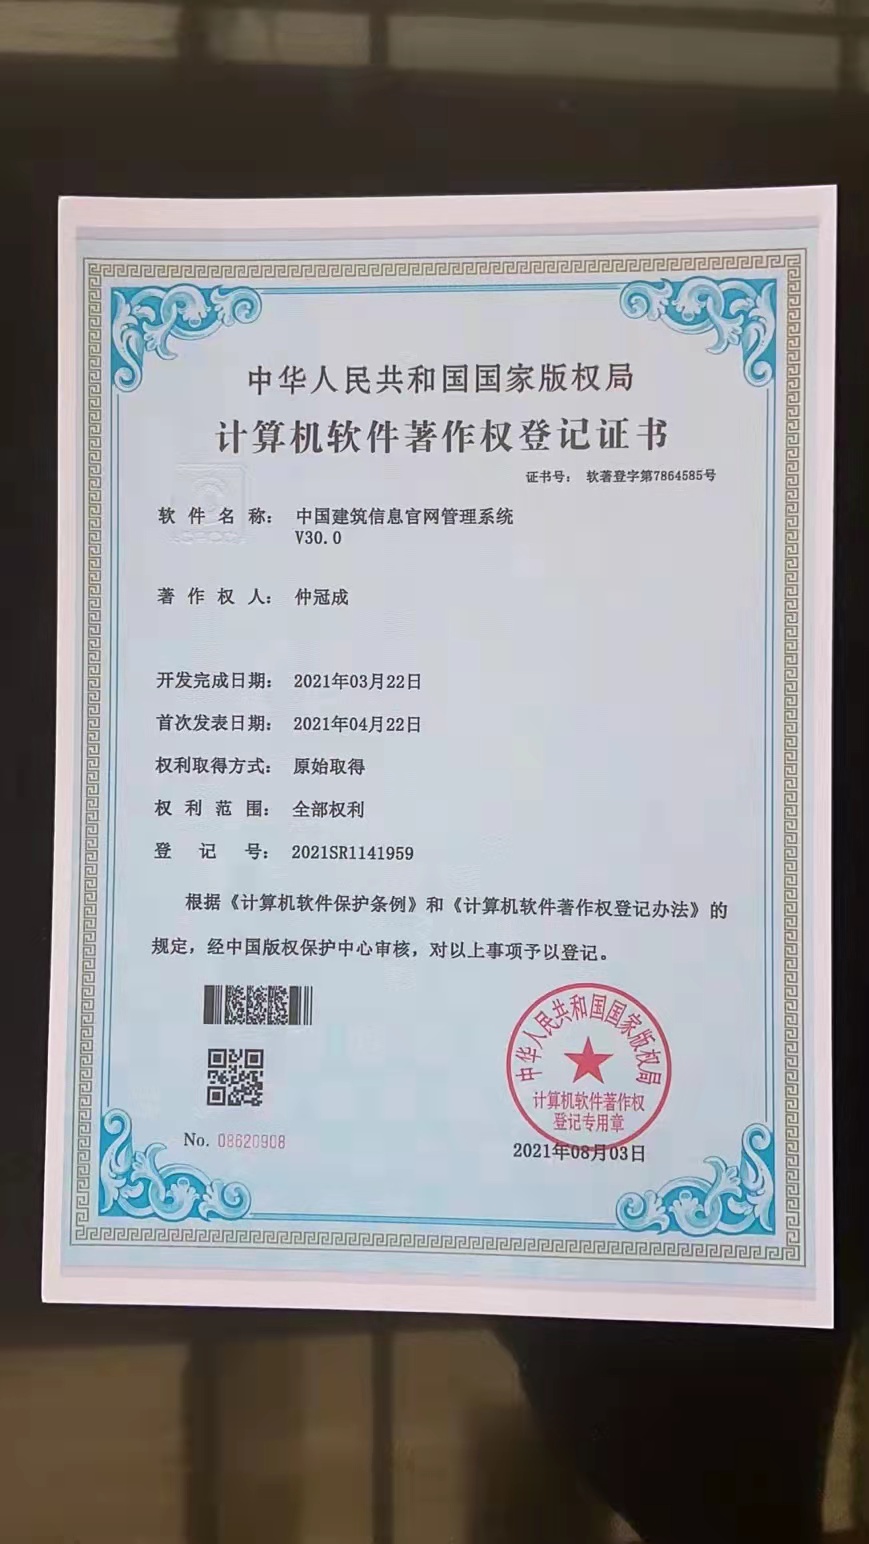 中华人民共和国国家版权局
计算机软件著作权登记证书
证书号： 软著登字第7864585号
软件名称： 中国建筑信息官网管理系统
V30.0
著作权人： 仲冠成
开发完成日期： 2021年03月22日
首次发表日期： 2021年04月22日
权利取得方式： 原始取得
权利范围： 全部权利
登记号： 2021SR1141959
根据《计算机软件保护条例》和《计算机软件著作权登记办法》的
规定，经中国版权保护中心审核，对以上事项予以登记。
中华人民共和国国家版权局
计算机软件著作权
登记专用章
No. 08620908
2021年08月03日